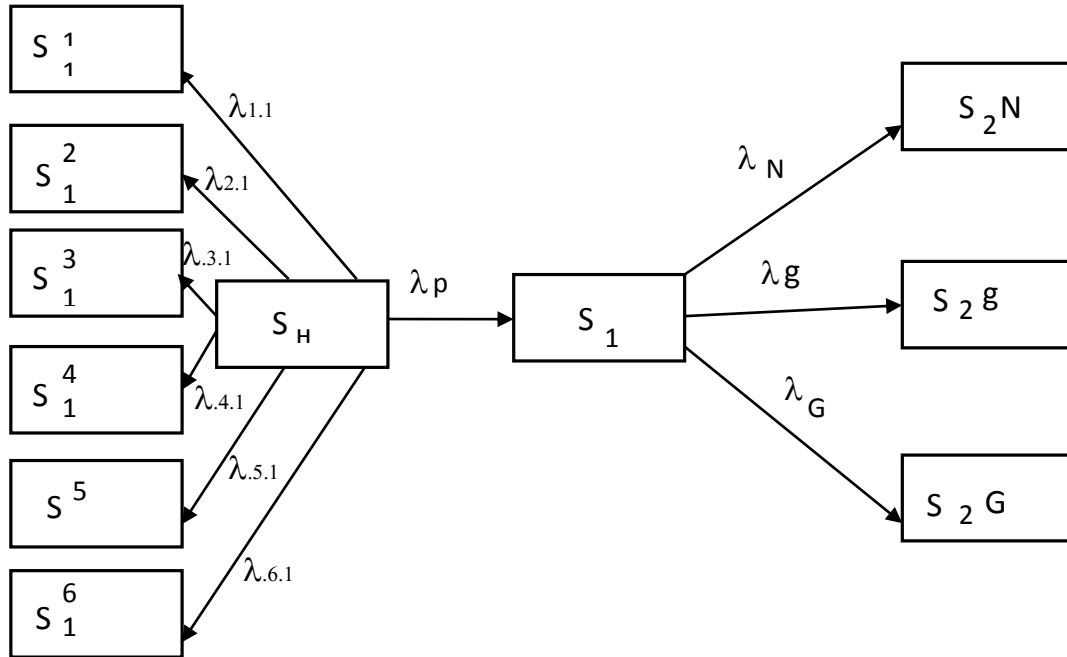 S 1 1
λ1.1
S 2 1
λ2.1
S 3 1
λ.3.1
S H
λ p
S 1
S 4 1
λ.4.1
S 5
λ.5.1
S 6 1
λ.6.1
λ N
S 2 N
λ g
S 2 g
λ G
S 2 G